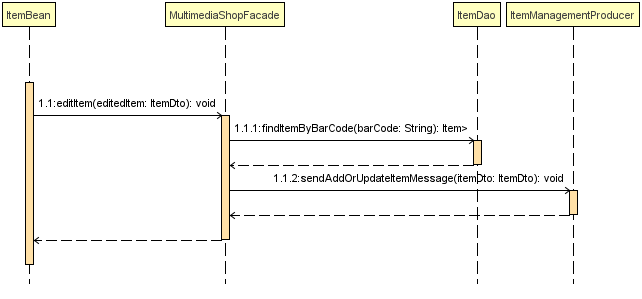 ItemBean
MultimediaShopFacade
ItemDao
ItemManagementProducer
1.1:editItem(editedItem: ItemDto): void
1.1.1:findItemByBarCode(barCode: String): Item>
1.1.2:sendAddOrUpdateItemMessage(itemDto: ItemDto): void